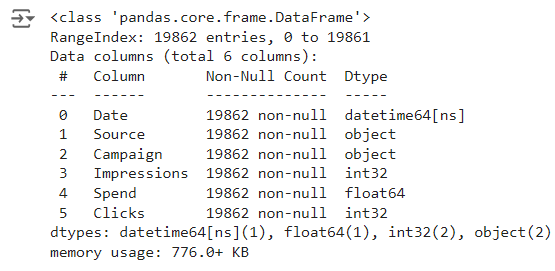 <class 'pandas.core.frame.DataFrame'>
RangeIndex: 19862 entries, 0 to 19861
Data columns (total 6 columns):
 #   Column       Non-Null Count  Dtype
---  ------       --------------  -----
 0   Date         19862 non-null  datetime64[ns]
 1   Source       19862 non-null  object
 2   Campaign     19862 non-null  object
 3   Impressions  19862 non-null  int32
 4   Spend        19862 non-null  float64
 5   Clicks       19862 non-null  int32
dtypes: datetime64[ns](1), float64(1), int32(2), object(2)
memory usage: 776.0+ KB